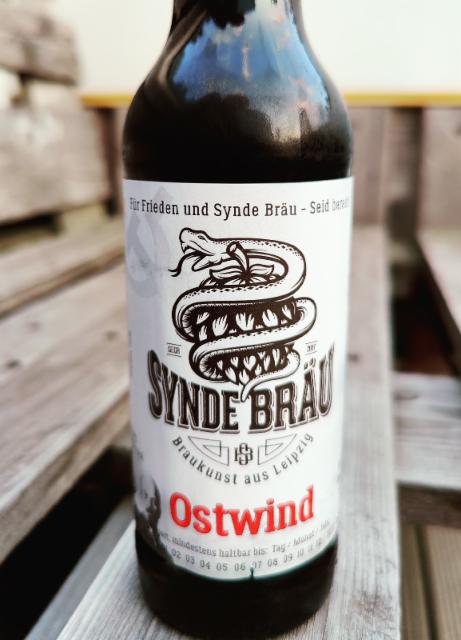 Für Frieden und Synde Bräu - Seid bereit
SYNDE BRÄU
Braukunst aus Leipzig
Ostwind
mindestens haltbar bis: Tag / Monat / Jahr
02 03 04 05 06 07 08 09 10